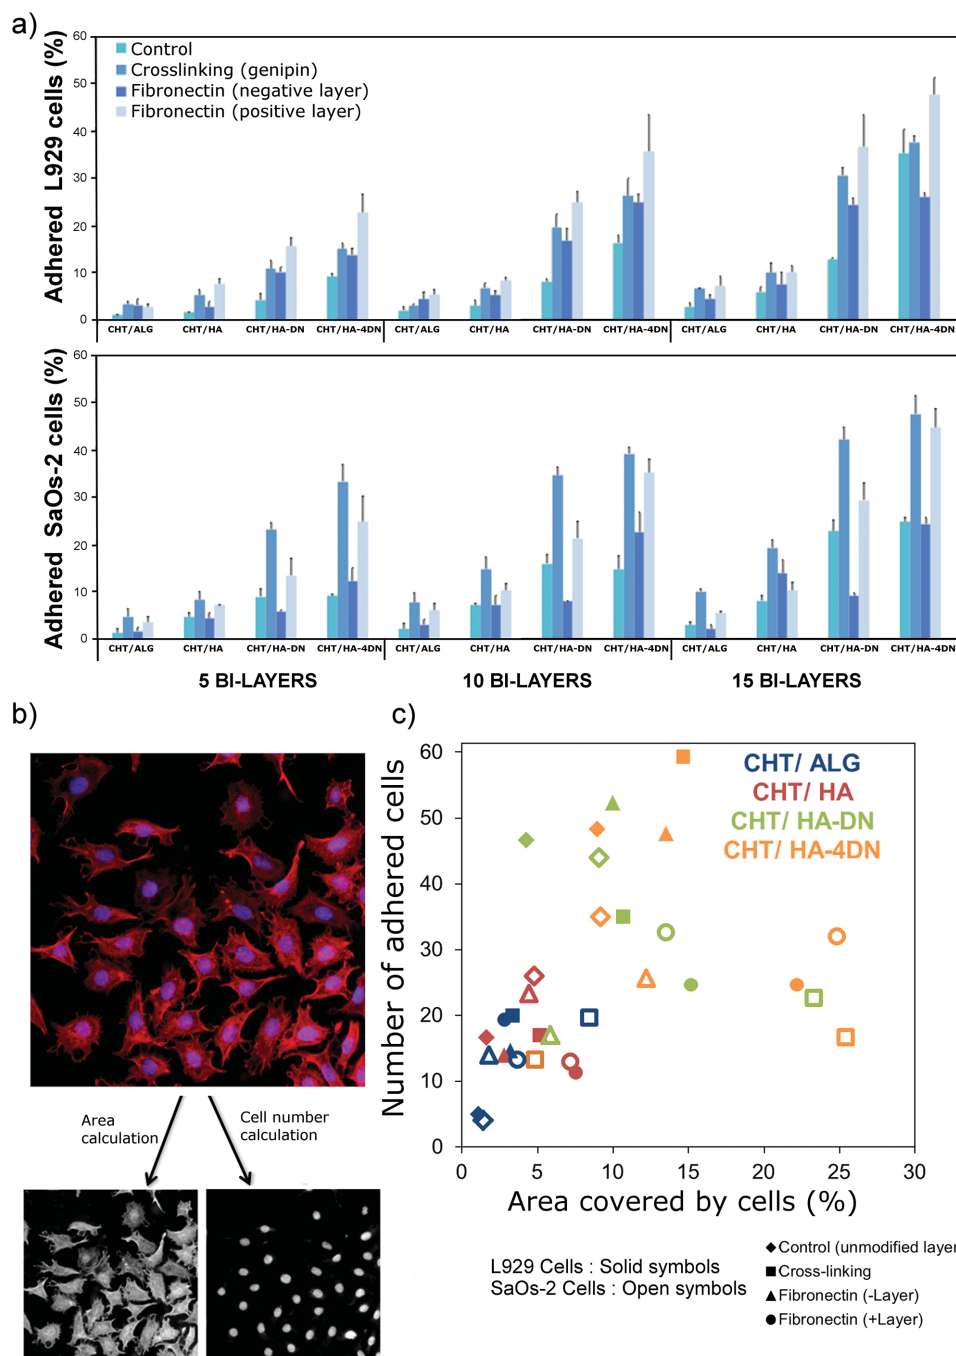 a)
Adhered L929 cells (%)
60
50
40
30
20
10
0
Control
Crosslinking (genipin)
Fibronectin (negative layer)
Fibronectin (positive layer)
CHT/ALG CHT/HA CHT/HA-DN CHT/HA-4DN CHT/ALG CHT/HA CHT/HA-DN CHT/HA-4DN CHT/ALG CHT/HA CHT/HA-DN CHT/HA-4DN
Adhered SaOs-2 cells (%)
60
50
40
30
20
10
0
CHT/ALG CHT/HA CHT/HA-DN CHT/HA-4DN CHT/ALG CHT/HA CHT/HA-DN CHT/HA-4DN CHT/ALG CHT/HA CHT/HA-DN CHT/HA-4DN
5 BI-LAYERS 10 BI-LAYERS 15 BI-LAYERS
b)
Area
calculation
Cell number
calculation
c)
Number of adhered cells
60
50
40
30
20
10
0
CHT/ ALG
CHT/ HA
CHT/ HA-DN
CHT/ HA-4DN
0 5 10 15 20 25 30
Area covered by cells (%)
L929 Cells : Solid symbols
SaOs-2 Cells : Open symbols
Control (unmodified layer
Cross-linking
Fibronectin (-Layer)
Fibronectin (+Layer)